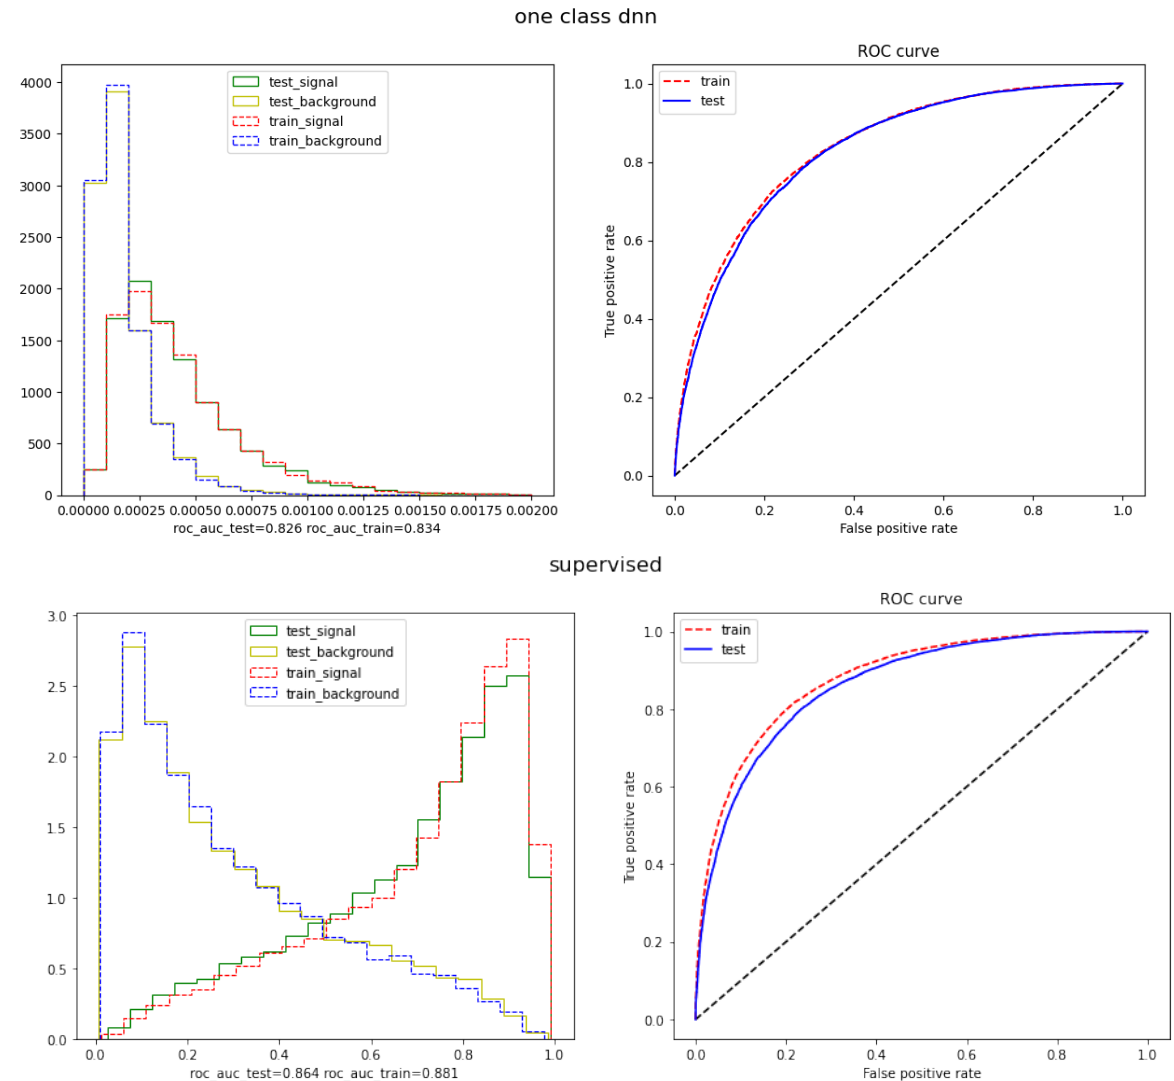 one class dnn
test_signal
test_background
train_signal
train_background
4000
3500
3000
2500
2000
1500
1000
500
0
0.00000 0.00025 0.00050 0.00075 0.00100 0.00125 0.00150 0.00175 0.00200
roc_auc_test=0.826 roc_auc_train=0.834
ROC curve
train
test
True positive rate
1.0
0.8
0.6
0.4
0.2
0.0
0.0 0.2 0.4 0.6 0.8 1.0
False positive rate
supervised
test_signal
test_background
train_signal
train_background
3.0
2.5
2.0
1.5
1.0
0.5
0.0
0.0 0.2 0.4 0.6 0.8 1.0
roc_auc_test=0.864 roc_auc_train=0.881
ROC curve
train
test
True positive rate
1.0
0.8
0.6
0.4
0.2
0.0
0.0 0.2 0.4 0.6 0.8 1.0
False positive rate